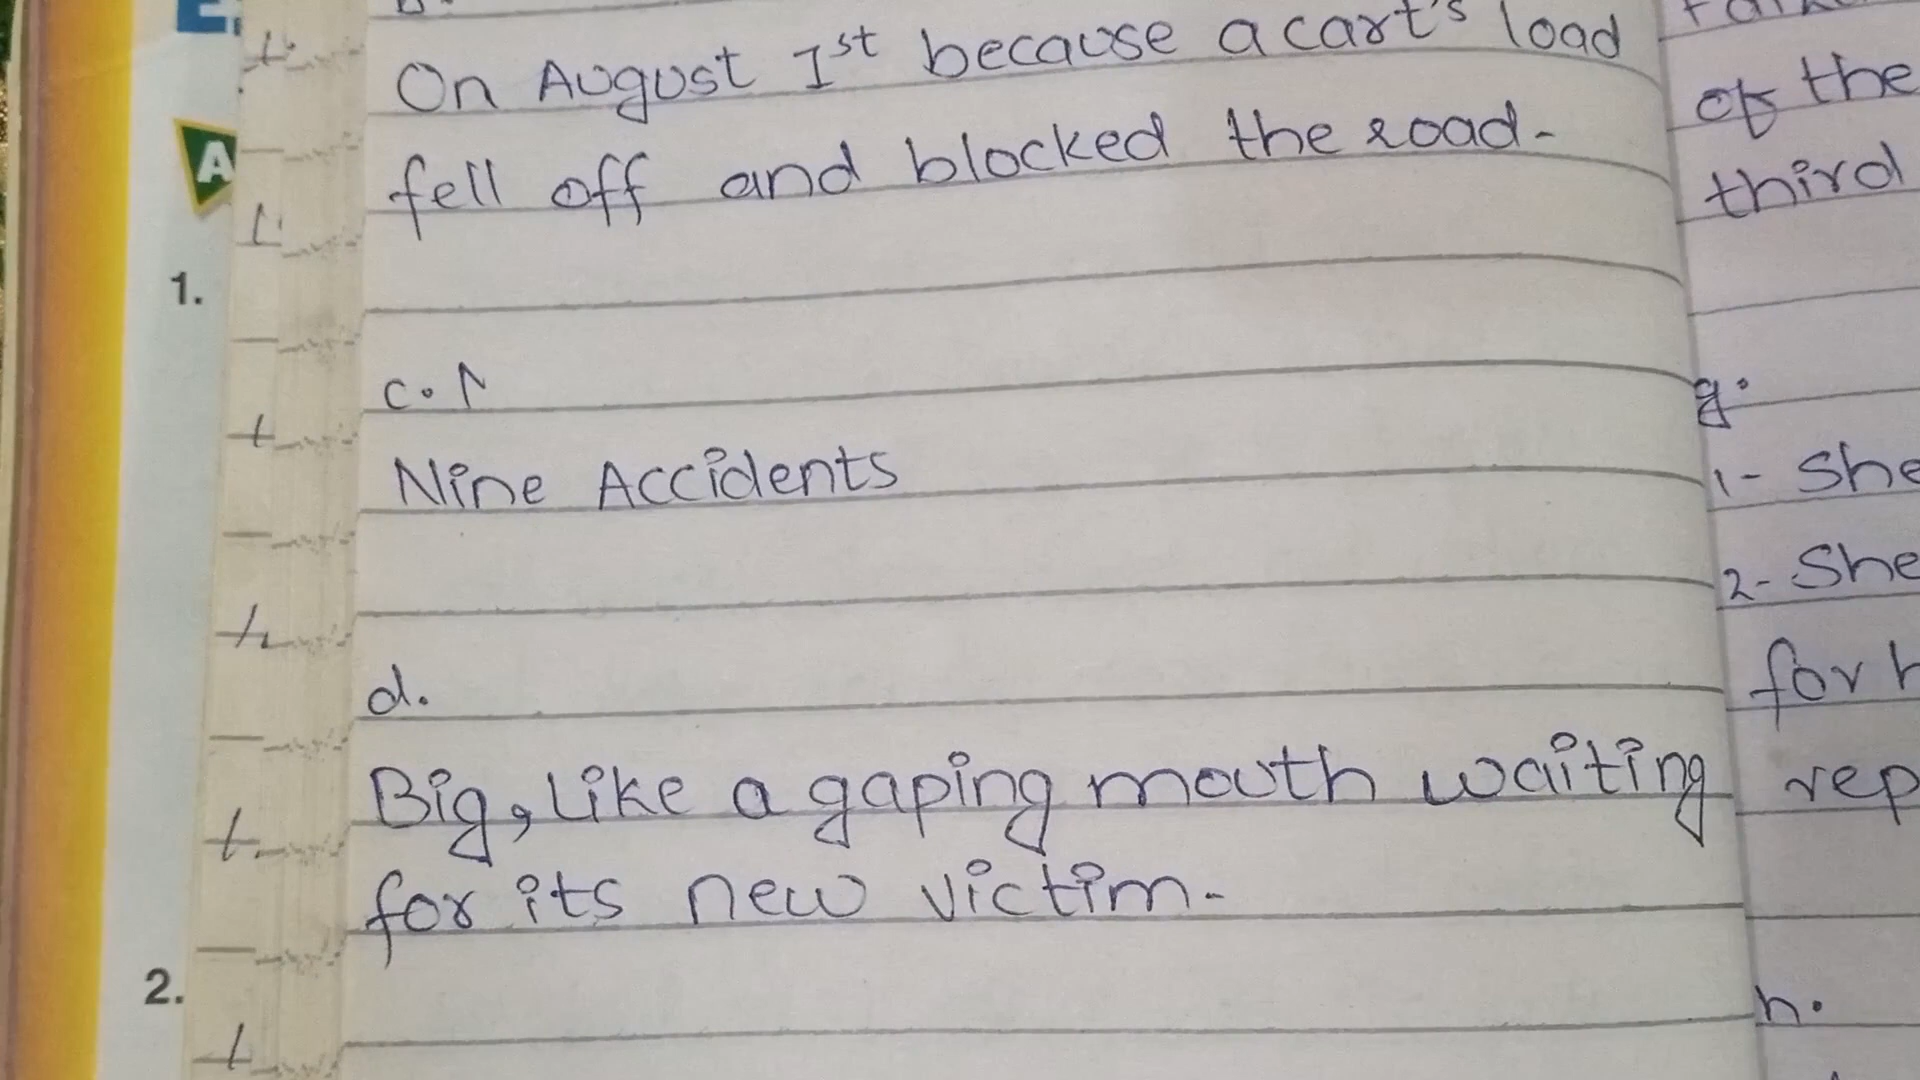 On August 1st because a cart's load
fell off and blocked the road.
c.
Nine Accidents
d.
Big, like a gaping mouth waiting
for its new victim.
of the
third
g.
1- She
2- She
for
rep
h.
A
1.
2.